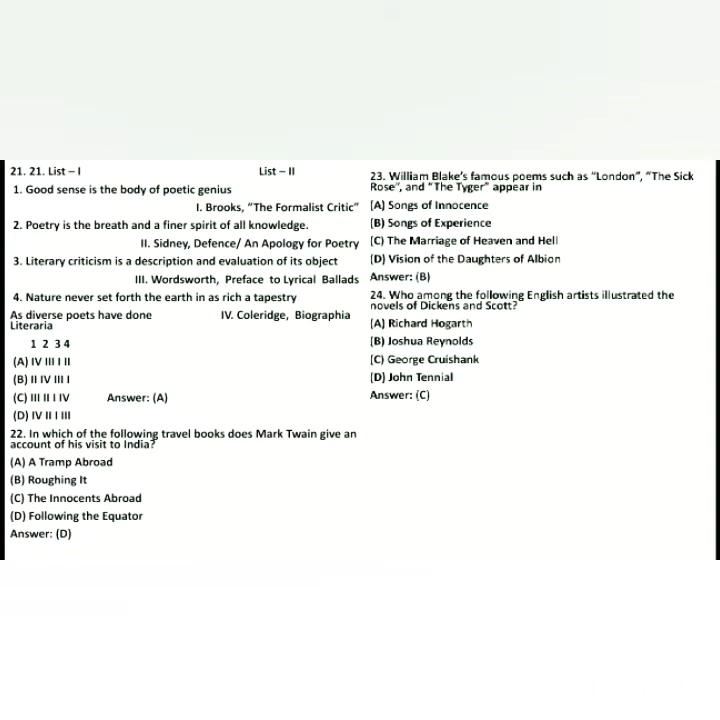 21. 21. List – I List – II
1. Good sense is the body of poetic genius
I. Brooks, "The Formalist Critic"
2. Poetry is the breath and a finer spirit of all knowledge.
II. Sidney, Defence/ An Apology for Poetry
3. Literary criticism is a description and evaluation of its object
III. Wordsworth, Preface to Lyrical Ballads
4. Nature never set forth the earth in as rich a tapestry
As diverse poets have done IV. Coleridge, Biographia
Literaria
1 2 3 4
(A) IV III I II
(B) II IV III I
(C) III II I IV Answer: (A)
(D) IV II I III
22. In which of the following travel books does Mark Twain give an
account of his visit to India?
(A) A Tramp Abroad
(B) Roughing It
(C) The Innocents Abroad
(D) Following the Equator
Answer: (D)
23. William Blake's famous poems such as "London", "The Sick
Rose", and "The Tyger" appear in
(A) Songs of Innocence
(B) Songs of Experience
(C) The Marriage of Heaven and Hell
(D) Vision of the Daughters of Albion
Answer: (B)
24. Who among the following English artists illustrated the
novels of Dickens and Scott?
(A) Richard Hogarth
(B) Joshua Reynolds
(C) George Cruishank
(D) John Tennial
Answer: (C)